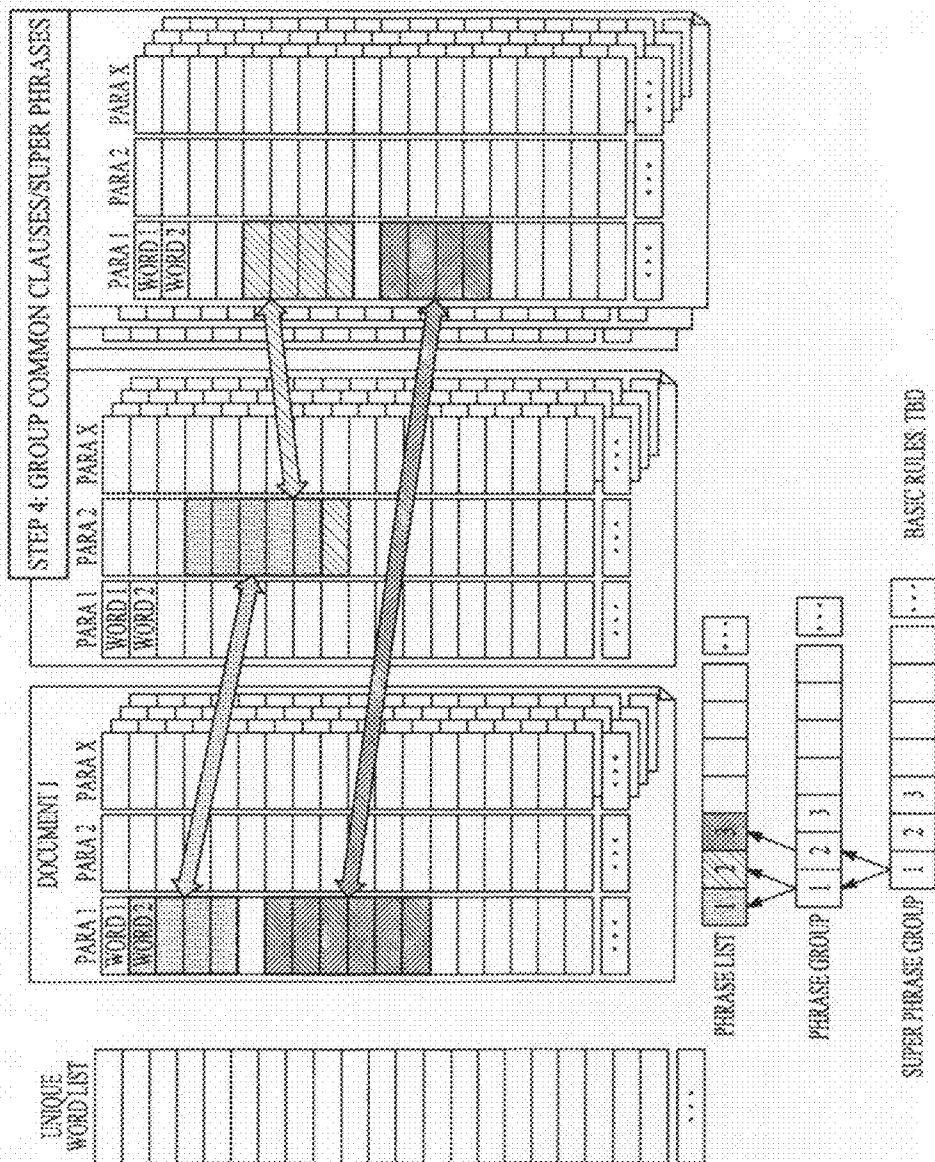 STEP 4: GROUP COMMON CLAUSES/SUPER PHRASES
UNIQUE
WORD LIST
...
DOCUMENT 1
PARA 1 PARA 2 PARA X
WORD 1
WORD 2
... ... ...
PARA 1 PARA 2 PARA X
WORD 1
WORD 2
... ... ...
PARA 1 PARA 2 PARA X
WORD 1
WORD 2
... ... ...
PHRASE LIST 1 2 3 ...
PHRASE GROUP 1 2 3 ...
SUPER PHRASE GROUP 1 2 3 ...
BASIC RULES: TBD